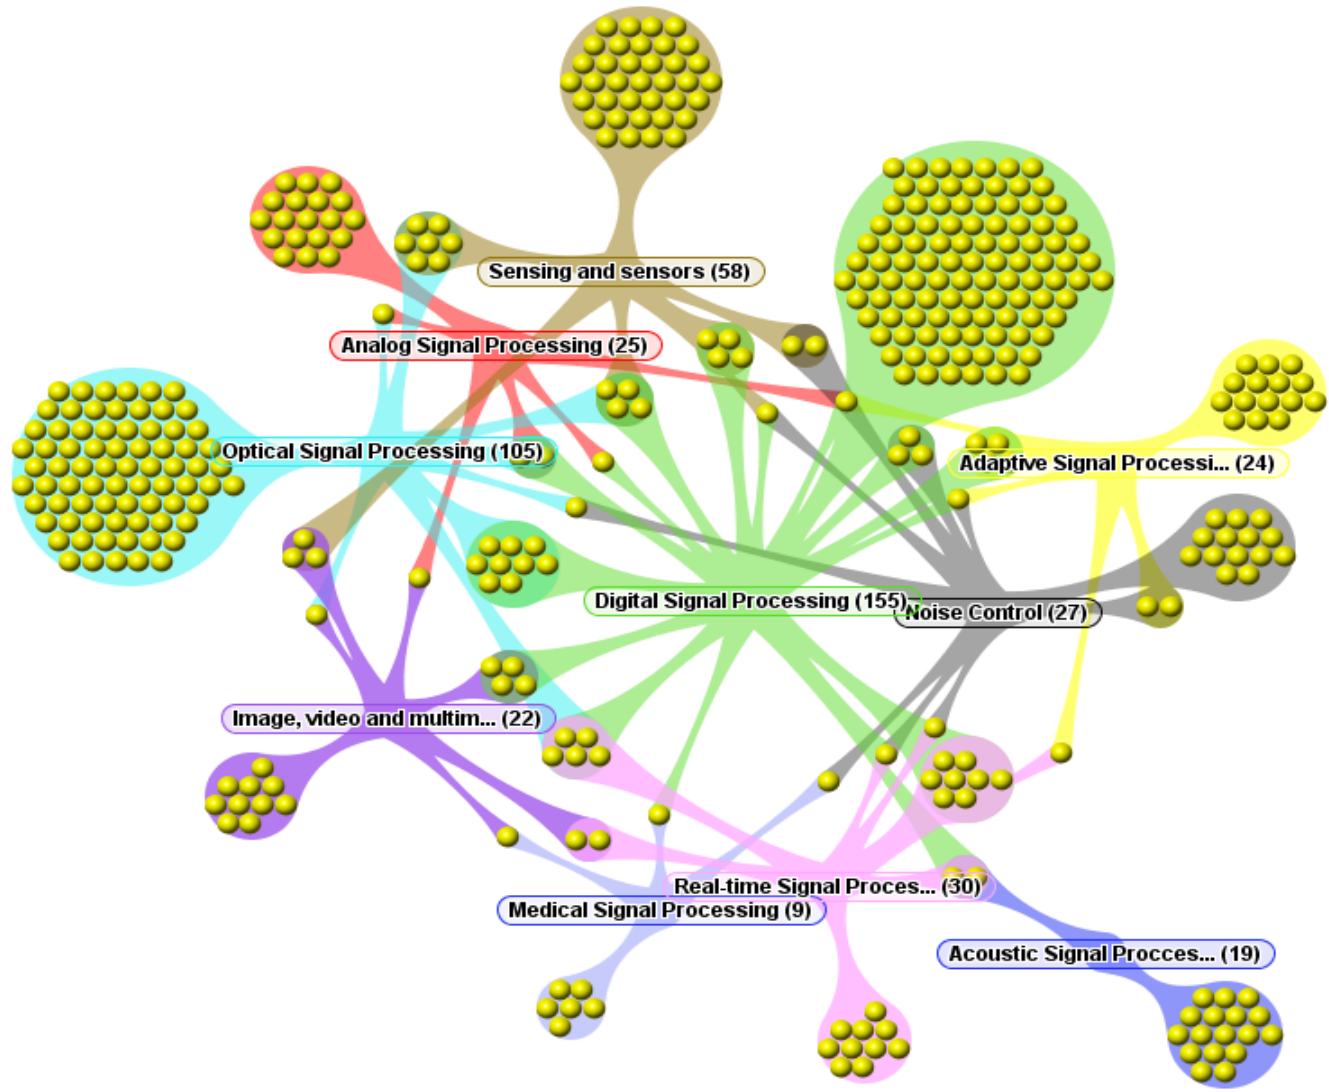 Sensing and sensors (58)
Analog Signal Processing (25)
Optical Signal Processing (105)
Adaptive Signal Processi... (24)
Digital Signal Processing (155)
Noise Control (27)
Image, video and multim... (22)
Real-time Signal Proces... (30)
Medical Signal Processing (9)
Acoustic Signal Procces... (19)